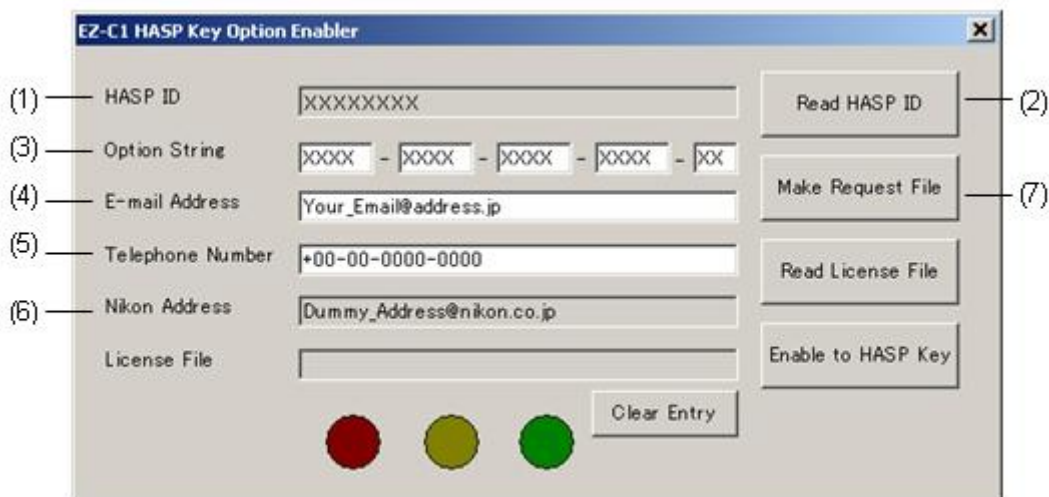 EZ-C1 HASP Key Option Enabler
(1) HASP ID XXXXXXXX Read HASP ID (2)
(3) Option String XXXX - XXXX - XXXX - XXXX - XX
(4) E-mail Address Your_Email@address.jp Make Request File (7)
(5) Telephone Number +00-00-0000-0000 Read License File
(6) Nikon Address Dummy_Address@nikon.co.jp
License File Enable to HASP Key
Clear Entry